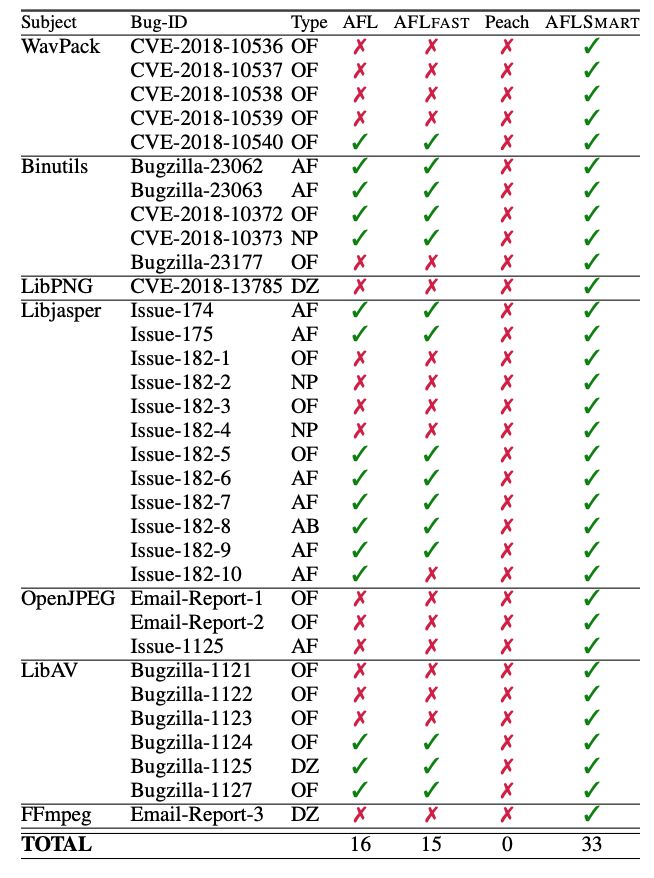 Subject Bug-ID Type AFL AFLFAST Peach AFLSMART
WavPack CVE-2018-10536 OF ✗ ✗ ✗ ✓
CVE-2018-10537 OF ✗ ✗ ✗ ✓
CVE-2018-10538 OF ✗ ✗ ✗ ✓
CVE-2018-10539 OF ✗ ✗ ✗ ✓
CVE-2018-10540 OF ✓ ✓ ✗ ✓
Binutils Bugzilla-23062 AF ✓ ✓ ✗ ✓
Bugzilla-23063 AF ✓ ✓ ✗ ✓
CVE-2018-10372 OF ✓ ✓ ✗ ✓
CVE-2018-10373 NP ✓ ✓ ✗ ✓
Bugzilla-23177 OF ✗ ✗ ✗ ✓
LibPNG CVE-2018-13785 DZ ✗ ✗ ✗ ✓
Libjasper Issue-174 AF ✓ ✓ ✗ ✓
Issue-175 AF ✓ ✓ ✗ ✓
Issue-182-1 OF ✗ ✗ ✗ ✓
Issue-182-2 NP ✗ ✗ ✗ ✓
Issue-182-3 OF ✗ ✗ ✗ ✓
Issue-182-4 NP ✗ ✗ ✗ ✓
Issue-182-5 OF ✓ ✓ ✗ ✓
Issue-182-6 AF ✓ ✓ ✗ ✓
Issue-182-7 AF ✓ ✓ ✗ ✓
Issue-182-8 AB ✓ ✓ ✗ ✓
Issue-182-9 AF ✓ ✓ ✗ ✓
Issue-182-10 AF ✓ ✗ ✗ ✓
OpenJPEG Email-Report-1 OF ✗ ✗ ✗ ✓
Email-Report-2 OF ✗ ✗ ✗ ✓
Issue-1125 AF ✗ ✗ ✗ ✓
LibAV Bugzilla-1121 OF ✗ ✗ ✗ ✓
Bugzilla-1122 OF ✗ ✗ ✗ ✓
Bugzilla-1123 OF ✗ ✗ ✗ ✓
Bugzilla-1124 OF ✓ ✓ ✗ ✓
Bugzilla-1125 DZ ✓ ✓ ✗ ✓
Bugzilla-1127 OF ✓ ✓ ✗ ✓
FFmpeg Email-Report-3 DZ ✗ ✗ ✗ ✓
TOTAL 16 15 0 33